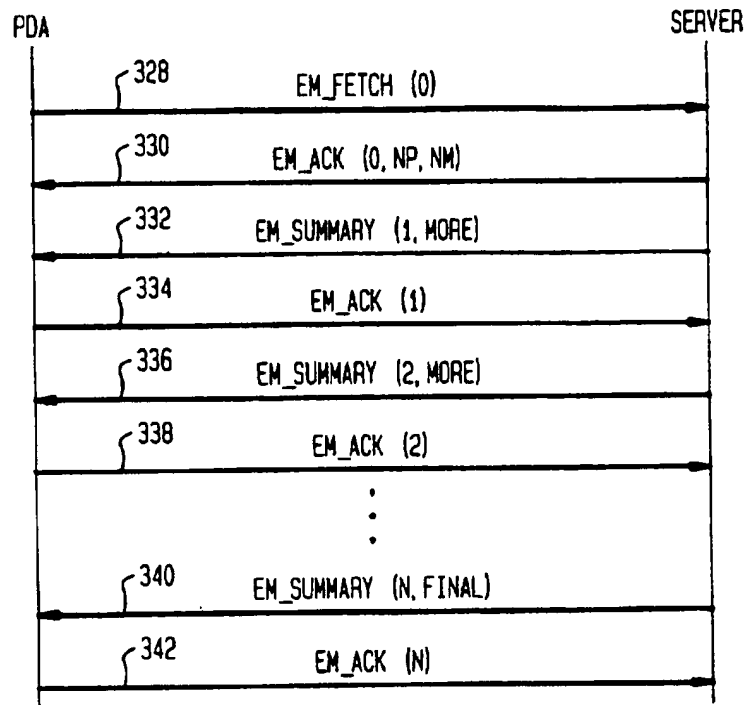 PDA
SERVER
328
EM_FETCH (0)
330
EM_ACK (0, NP, NM)
332
EM_SUMMARY (1, MORE)
334
EM_ACK (1)
336
EM_SUMMARY (2, MORE)
338
EM_ACK (2)
340
EM_SUMMARY (N, FINAL)
342
EM_ACK (N)